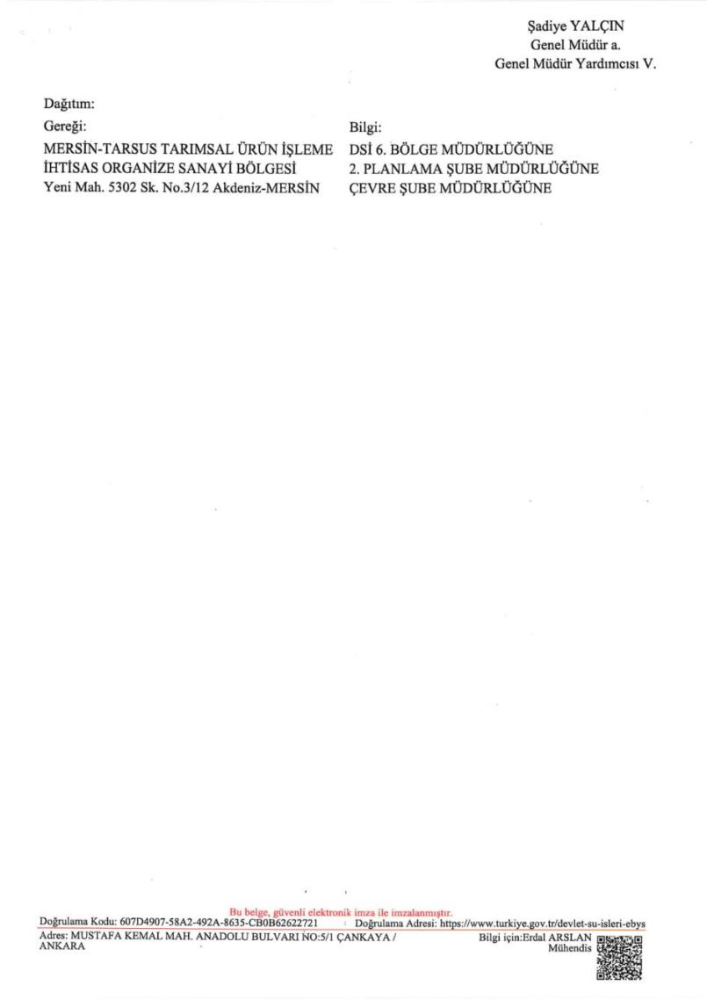 Şadiye YALÇIN
Genel Müdür a.
Genel Müdür Yardımcısı V.
Dağıtım:
Gereği:
MERSİN-TARSUS TARIMSAL ÜRÜN İŞLEME
İHTİSAS ORGANİZE SANAYİ BÖLGESİ
Yeni Mah. 5302 Sk. No.3/12 Akdeniz-MERSİN
Bilgi:
DSİ 6. BÖLGE MÜDÜRLÜĞÜNE
2. PLANLAMA ŞUBE MÜDÜRLÜĞÜNE
ÇEVRE ŞUBE MÜDÜRLÜĞÜNE
Bu belge, güvenli elektronik imza ile imzalanmıştır.
Doğrulama Kodu: 607D4907-58A2-492A-8635-CB0B62622721 Doğrulama Adresi: https://www.turkiye.gov.tr/devlet-su-isleri-ebys
Adres: MUSTAFA KEMAL MAH. ANADOLU BULVARI NO:5/1 ÇANKAYA /
ANKARA
Bilgi için:Erdal ARSLAN
Mühendis